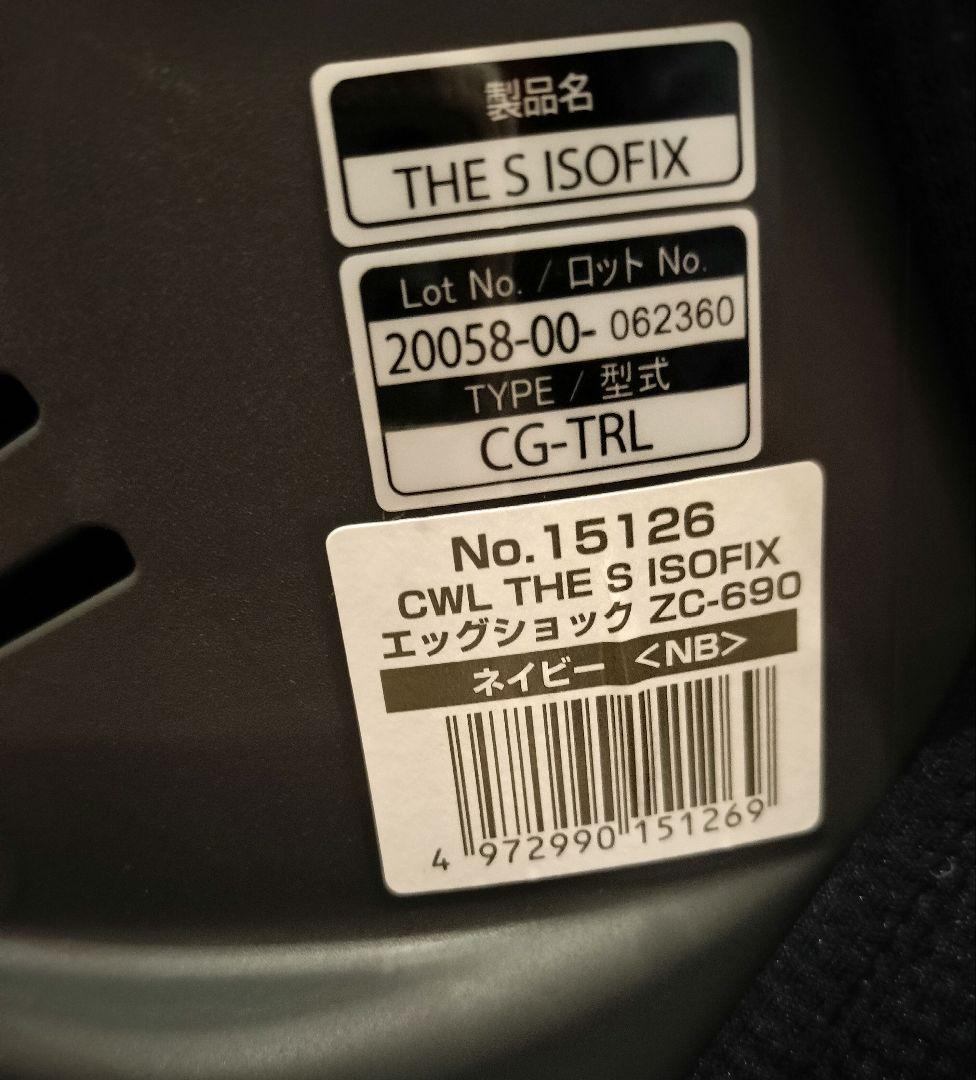 製品名
THE S ISOFIX
Lot No. / ロット No.
20058-00- 062360
TYPE / 型式
CG-TRL
No.15126
CWL THE S ISOFIX
エッグショック ZC-690
ネイビー <NB>
4 972990 151269